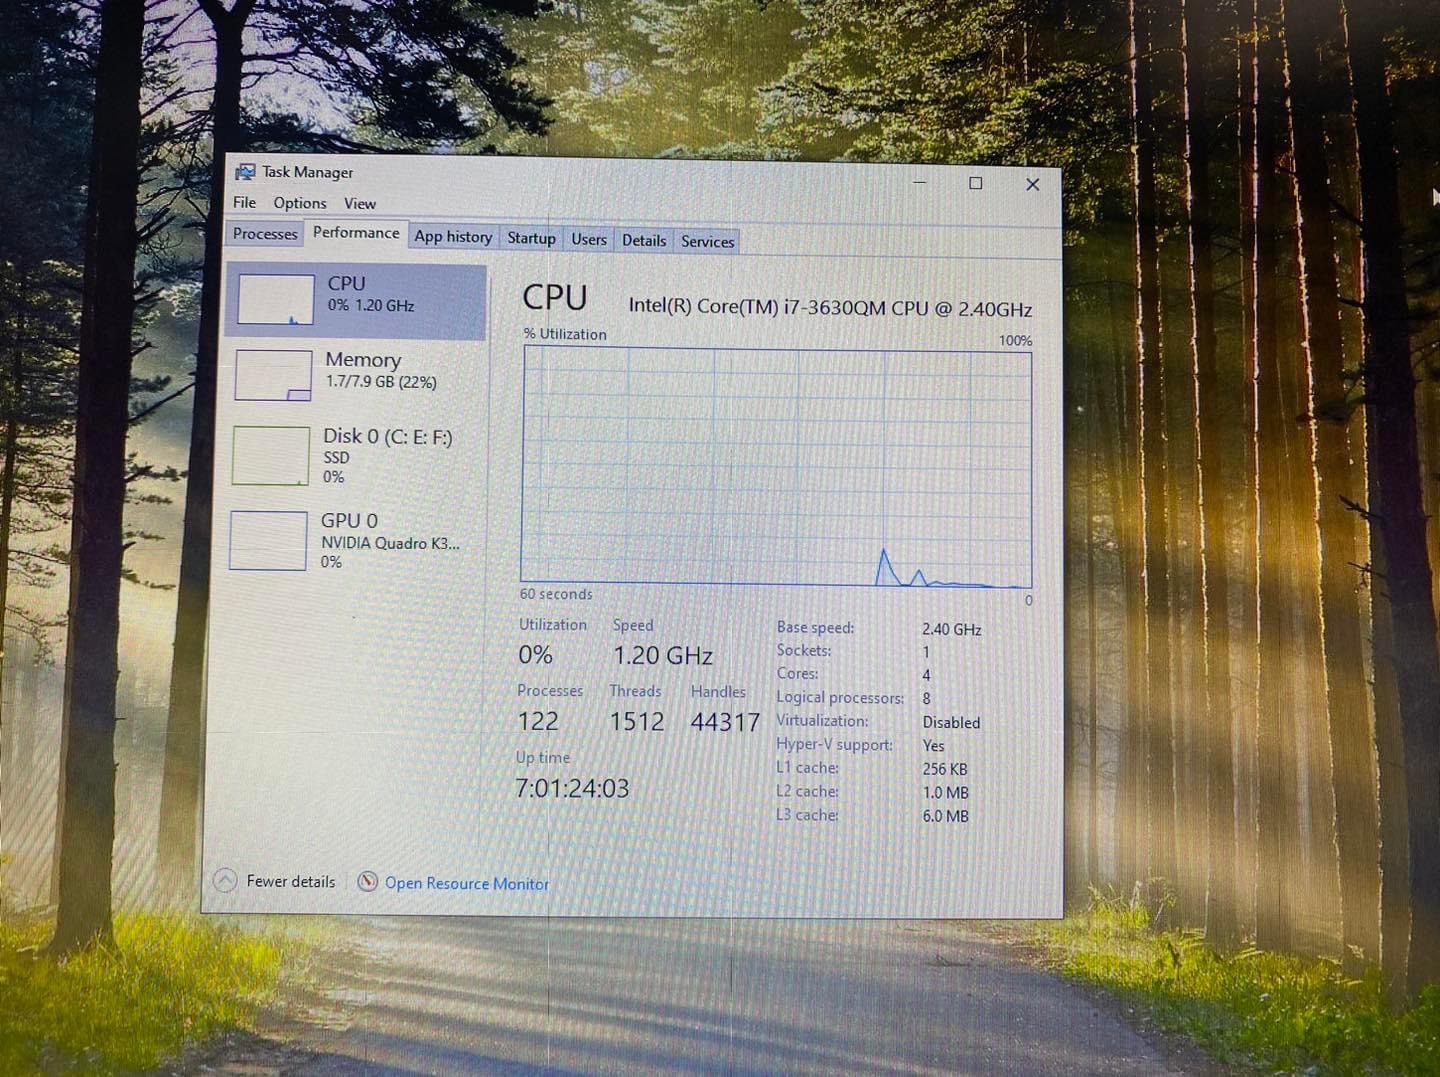 Task Manager
File Options View
Processes Performance App history Startup Users Details Services
CPU
0% 1.20 GHz
Memory
1.7/7.9 GB (22%)
Disk 0 (C: E: F:)
SSD
0%
GPU 0
NVIDIA Quadro K3...
0%
CPU Intel(R) Core(TM) i7-3630QM CPU @ 2.40GHz
% Utilization 100%
60 seconds 0
Utilization Speed
0% 1.20 GHz
Processes Threads Handles
122 1512 44317
Up time
7:01:24:03
Base speed: 2.40 GHz
Sockets: 1
Cores: 4
Logical processors: 8
Virtualization: Disabled
Hyper-V support: Yes
L1 cache: 256 KB
L2 cache: 1.0 MB
L3 cache: 6.0 MB
Fewer details Open Resource Monitor